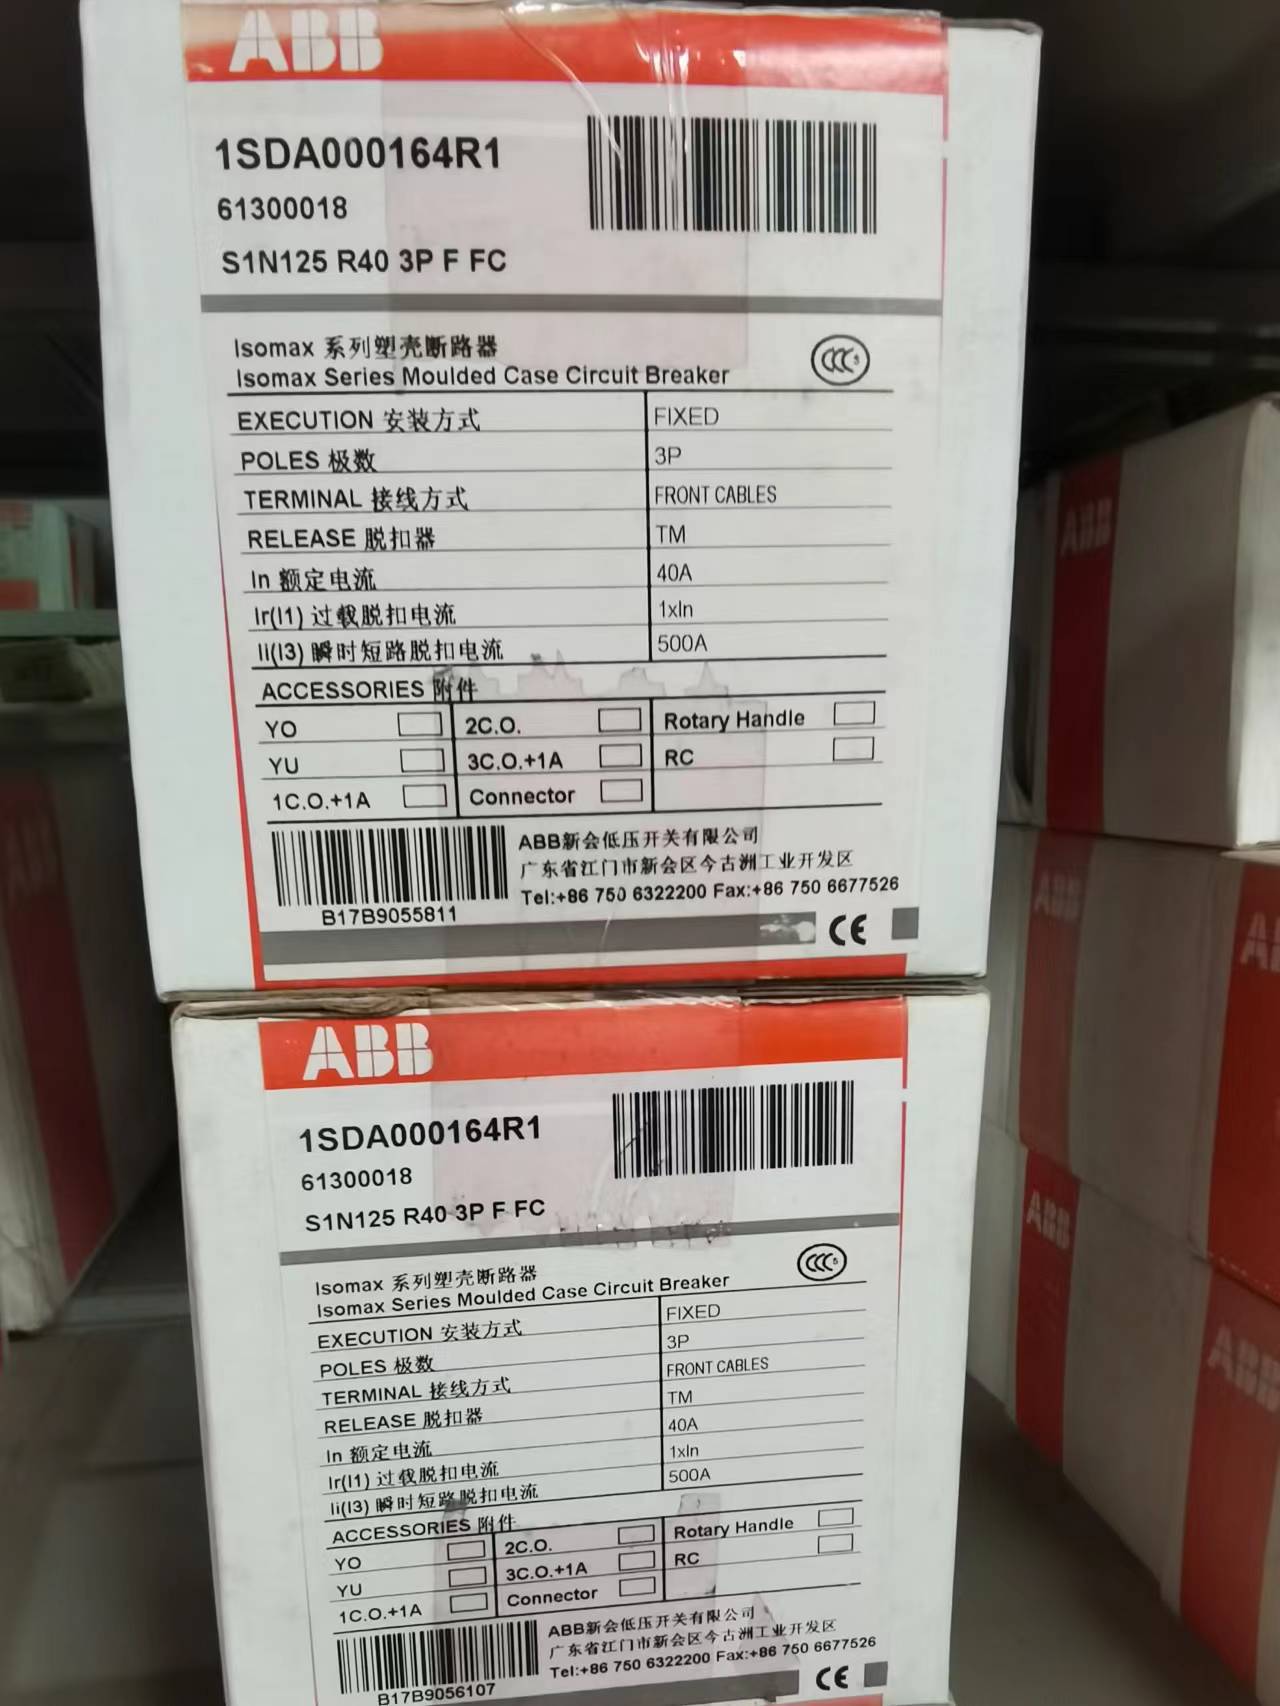 ABB
1SDA000164R1
61300018
S1N125 R40 3P F FC
Isomax 系列塑壳断路器
Isomax Series Moulded Case Circuit Breaker
CCC S
EXECUTION 安装方式 FIXED
POLES 极数 3P
TERMINAL 接线方式 FRONT CABLES
RELEASE 脱扣器 TM
In 额定电流 40A
Ir(I1) 过载脱扣电流 1xIn
Ii(I3) 瞬时短路脱扣电流 500A
ACCESSORIES 附件
YO 2C.O. Rotary Handle
YU 3C.O.+1A RC
1C.O.+1A Connector
ABB新会低压开关有限公司
广东省江门市新会区今古洲工业开发区
Tel:+86 750 6322200 Fax:+86 750 6677526
B17B9055811
CE
ABB
1SDA000164R1
61300018
S1N125 R40 3P F FC
Isomax 系列塑壳断路器
Isomax Series Moulded Case Circuit Breaker
CCC S
EXECUTION 安装方式 FIXED
POLES 极数 3P
TERMINAL 接线方式 FRONT CABLES
RELEASE 脱扣器 TM
In 额定电流 40A
Ir(I1) 过载脱扣电流 1xIn
Ii(I3) 瞬时短路脱扣电流 500A
ACCESSORIES 附件
YO 2C.O. Rotary Handle
YU 3C.O.+1A RC
1C.O.+1A Connector
ABB新会低压开关有限公司
广东省江门市新会区今古洲工业开发区
Tel:+86 750 6322200 Fax:+86 750 6677526
B17B9056107
CE
ABB
ABB
ABB
ABB